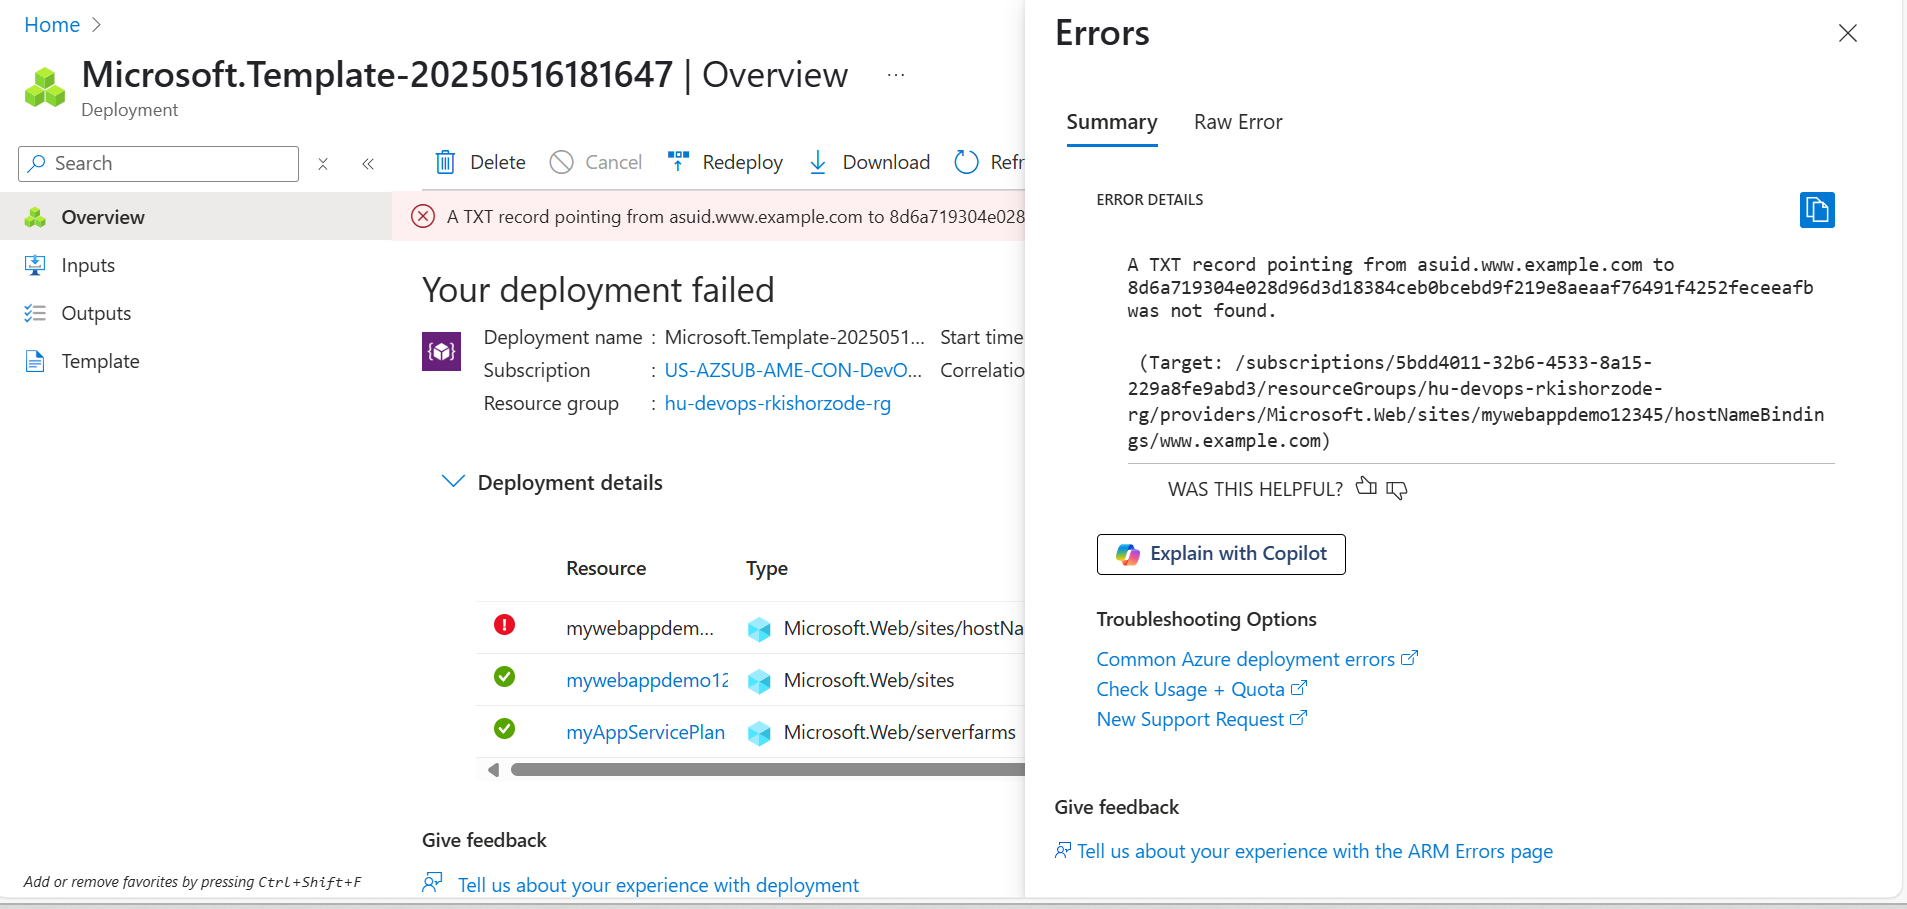 Home
Microsoft.Template-20250516181647 | Overview ...
Deployment
Search
Delete Cancel Redeploy Download Refr
Overview
Inputs
Outputs
Template
A TXT record pointing from asuid.www.example.com to 8d6a719304e028
Your deployment failed
Deployment name : Microsoft.Template-2025051... Start time
Subscription : US-AZSUB-AME-CON-DevO... Correlatio
Resource group : hu-devops-rkishorzode-rg
Deployment details
Resource Type
mywebappdem... Microsoft.Web/sites/hostNa
mywebappdemo12 Microsoft.Web/sites
myAppServicePlan Microsoft.Web/serverfarms
Give feedback
Tell us about your experience with deployment
Add or remove favorites by pressing Ctrl+Shift+F
Errors
Summary Raw Error
ERROR DETAILS
A TXT record pointing from asuid.www.example.com to
8d6a719304e028d96d3d18384ceb0bcebd9f219e8aeaaf76491f4252feceeafb
was not found.
(Target: /subscriptions/5bdd4011-32b6-4533-8a15-
229a8fe9abd3/resourceGroups/hu-devops-rkishorzode-
rg/providers/Microsoft.Web/sites/mywebappdemo12345/hostNameBindin
gs/www.example.com)
WAS THIS HELPFUL?
Explain with Copilot
Troubleshooting Options
Common Azure deployment errors
Check Usage + Quota
New Support Request
Give feedback
Tell us about your experience with the ARM Errors page